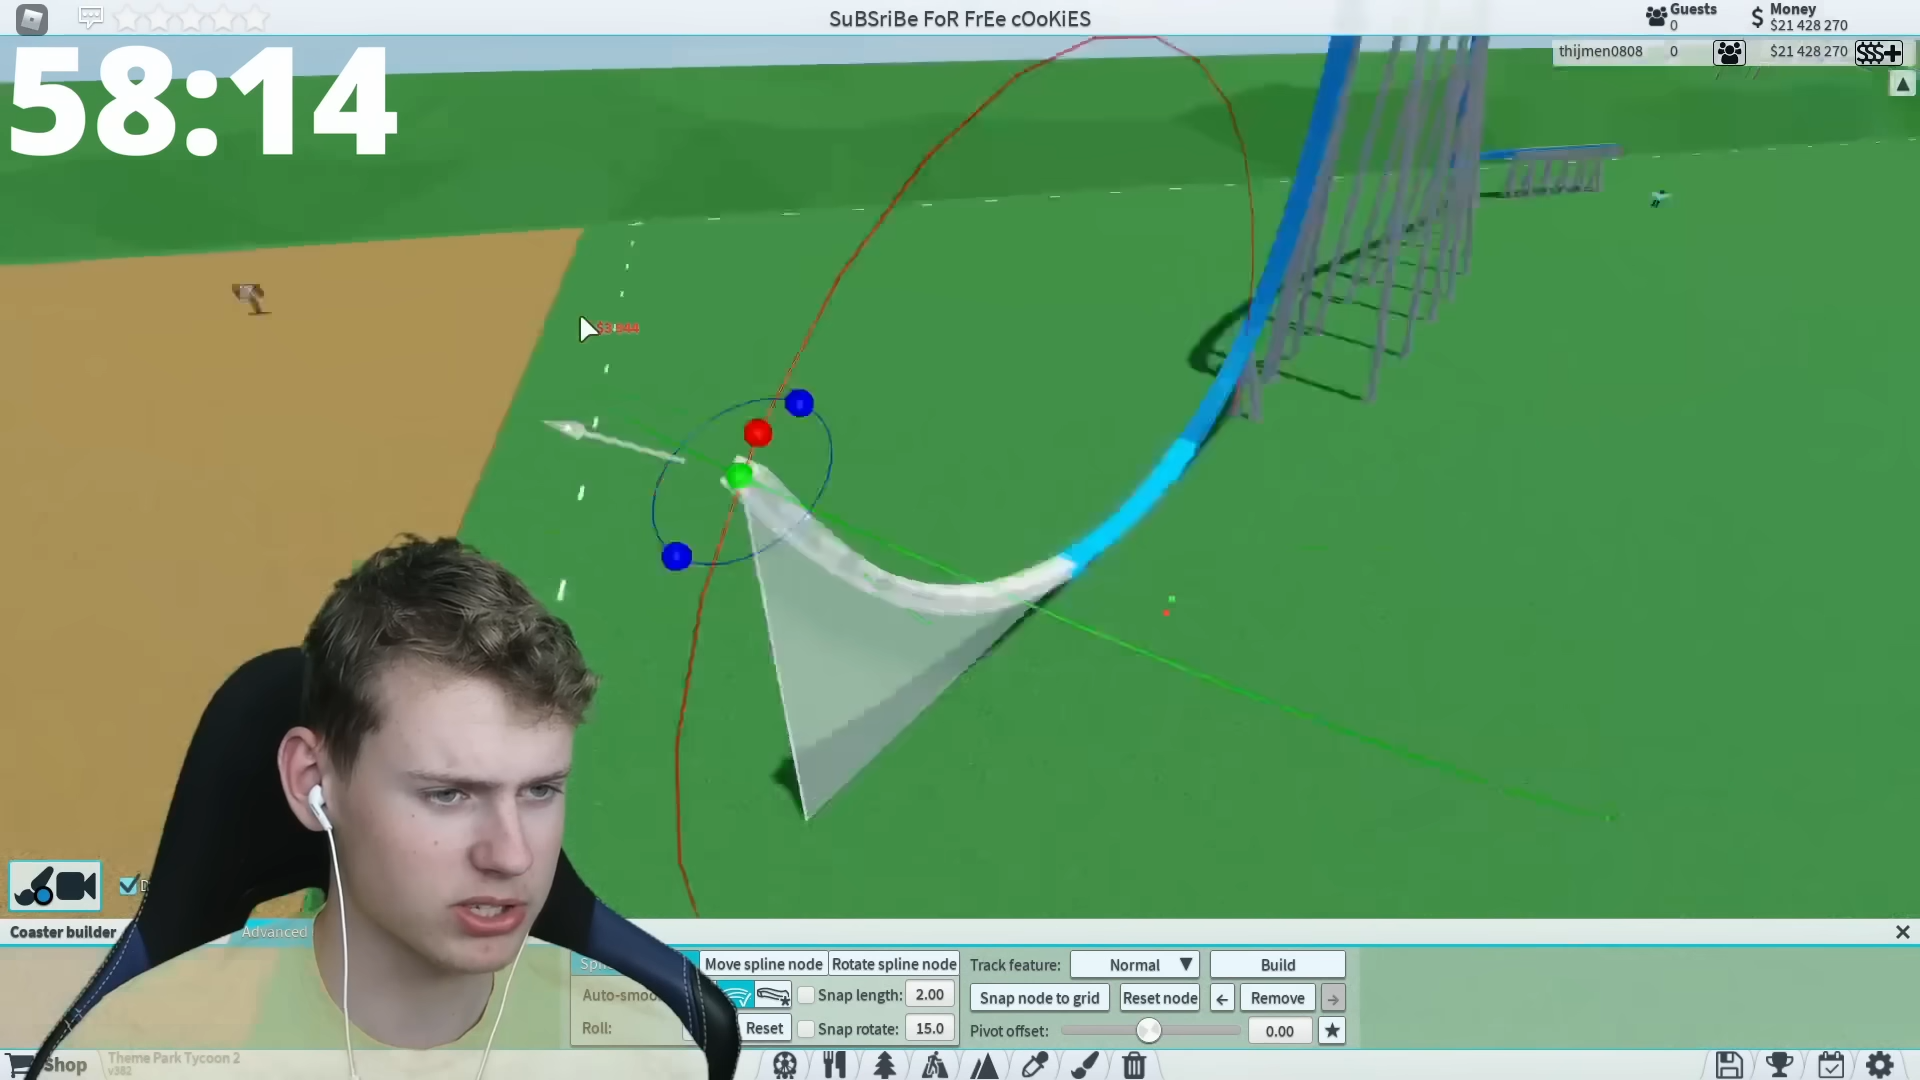 SuBSriBe FoR FrEe cOoKiES
Guests
0
Money
$21 428 270
thijmen0808 0 $21 428 270 $$$+
58:14
Coaster builder
Advanced
Move spline node
Rotate spline node
Track feature: Normal
Build
Snap length: 2.00
Snap node to grid
Reset node
Remove
Roll:
Reset
Snap rotate: 15.0
Pivot offset: 0.00
Shop
Theme Park Tycoon 2
v382